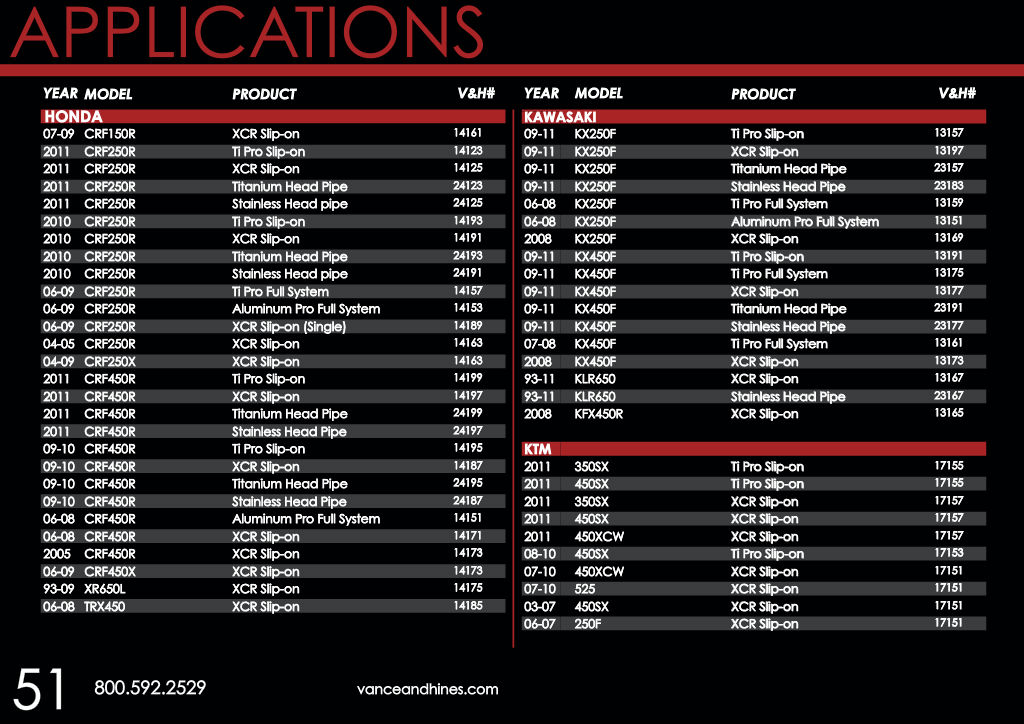 APPLICATIONS
YEAR MODEL PRODUCT V&H#
HONDA
07-09 CRF150R XCR Slip-on 14161
2011 CRF250R Ti Pro Slip-on 14123
2011 CRF250R XCR Slip-on 14125
2011 CRF250R Titanium Head Pipe 24123
2011 CRF250R Stainless Head pipe 24125
2010 CRF250R Ti Pro Slip-on 14193
2010 CRF250R XCR Slip-on 14191
2010 CRF250R Titanium Head Pipe 24193
2010 CRF250R Stainless Head pipe 24191
06-09 CRF250R Ti Pro Full System 14157
06-09 CRF250R Aluminum Pro Full System 14153
06-09 CRF250R XCR Slip-on (Single) 14189
04-05 CRF250R XCR Slip-on 14163
04-09 CRF250X XCR Slip-on 14163
2011 CRF450R Ti Pro Slip-on 14199
2011 CRF450R XCR Slip-on 14197
2011 CRF450R Titanium Head Pipe 24199
2011 CRF450R Stainless Head Pipe 24197
09-10 CRF450R Ti Pro Slip-on 14195
09-10 CRF450R XCR Slip-on 14187
09-10 CRF450R Titanium Head Pipe 24195
09-10 CRF450R Stainless Head Pipe 24187
06-08 CRF450R Aluminum Pro Full System 14151
06-08 CRF450R XCR Slip-on 14171
2005 CRF450R XCR Slip-on 14173
06-09 CRF450X XCR Slip-on 14173
93-09 XR650L XCR Slip-on 14175
06-08 TRX450 XCR Slip-on 14185
YEAR MODEL PRODUCT V&H#
KAWASAKI
09-11 KX250F Ti Pro Slip-on 13157
09-11 KX250F XCR Slip-on 13197
09-11 KX250F Titanium Head Pipe 23157
09-11 KX250F Stainless Head Pipe 23183
06-08 KX250F Ti Pro Full System 13159
06-08 KX250F Aluminum Pro Full System 13151
2008 KX250F XCR Slip-on 13169
09-11 KX450F Ti Pro Slip-on 13191
09-11 KX450F Ti Pro Full System 13175
09-11 KX450F XCR Slip-on 13177
09-11 KX450F Titanium Head Pipe 23191
09-11 KX450F Stainless Head Pipe 23177
07-08 KX450F Ti Pro Full System 13161
2008 KX450F XCR Slip-on 13173
93-11 KLR650 XCR Slip-on 13167
93-11 KLR650 Stainless Head Pipe 23167
2008 KFX450R XCR Slip-on 13165
KTM
2011 350SX Ti Pro Slip-on 17155
2011 450SX Ti Pro Slip-on 17155
2011 350SX XCR Slip-on 17157
2011 450SX XCR Slip-on 17157
2011 450XCW XCR Slip-on 17157
08-10 450SX Ti Pro Slip-on 17153
07-10 450XCW XCR Slip-on 17151
07-10 525 XCR Slip-on 17151
03-07 450SX XCR Slip-on 17151
06-07 250F XCR Slip-on 17151
51 800.592.2529 vanceandhines.com